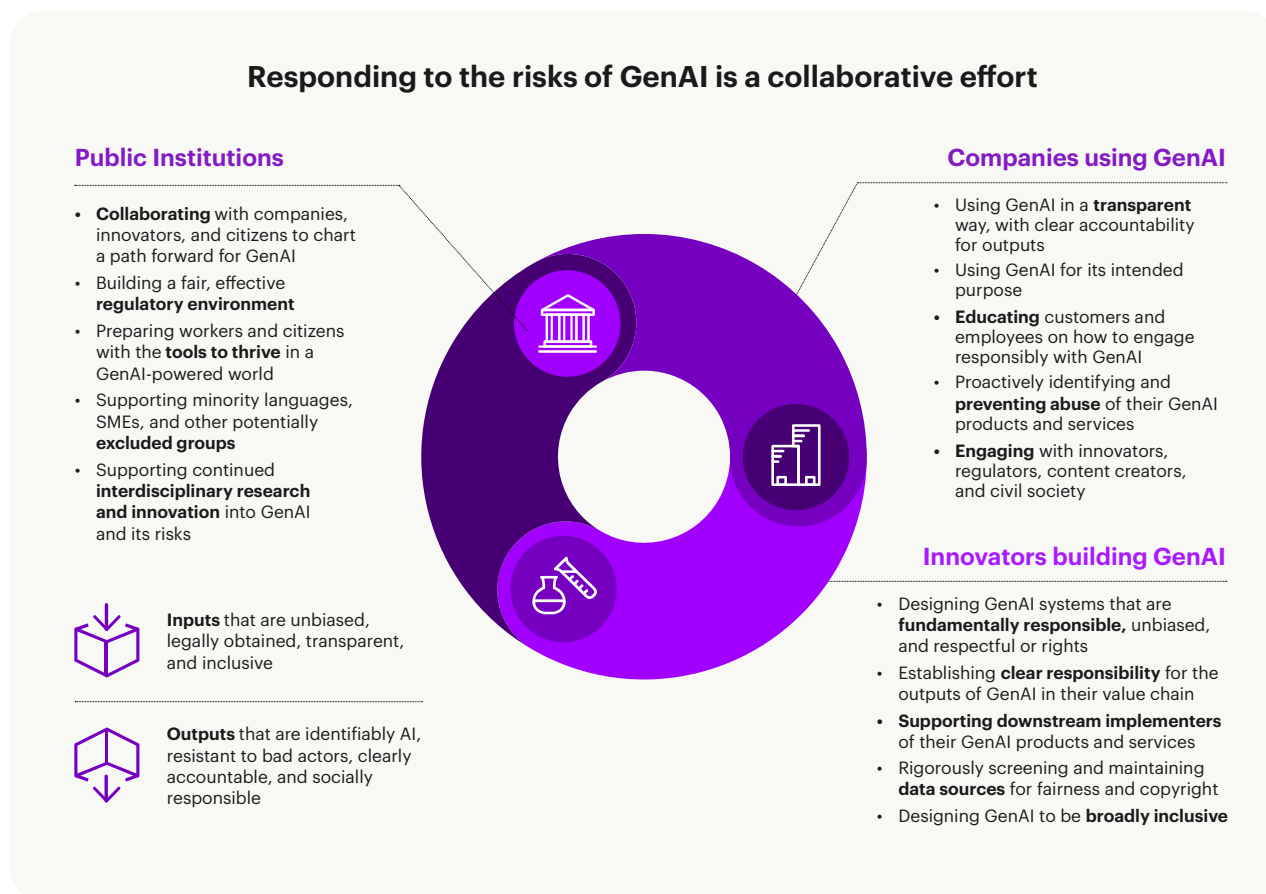 Responding to the risks of GenAI is a collaborative effort
Public Institutions
• Collaborating with companies,
innovators, and citizens to chart
a path forward for GenAI
• Building a fair, effective
regulatory environment
• Preparing workers and citizens
with the tools to thrive in a
GenAI-powered world
• Supporting minority languages,
SMEs, and other potentially
excluded groups
• Supporting continued
interdisciplinary research
and innovation into GenAI
and its risks
Inputs that are unbiased,
legally obtained, transparent,
and inclusive
Outputs that are identifiably AI,
resistant to bad actors, clearly
accountable, and socially
responsible
Companies using GenAI
• Using GenAI in a transparent
way, with clear accountability
for outputs
• Using GenAI for its intended
purpose
• Educating customers and
employees on how to engage
responsibly with GenAI
• Proactively identifying and
preventing abuse of their GenAI
products and services
• Engaging with innovators,
regulators, content creators,
and civil society
Innovators building GenAI
• Designing GenAI systems that are
fundamentally responsible, unbiased,
and respectful or rights
• Establishing clear responsibility for the
outputs of GenAI in their value chain
• Supporting downstream implementers
of their GenAI products and services
• Rigorously screening and maintaining
data sources for fairness and copyright
• Designing GenAI to be broadly inclusive